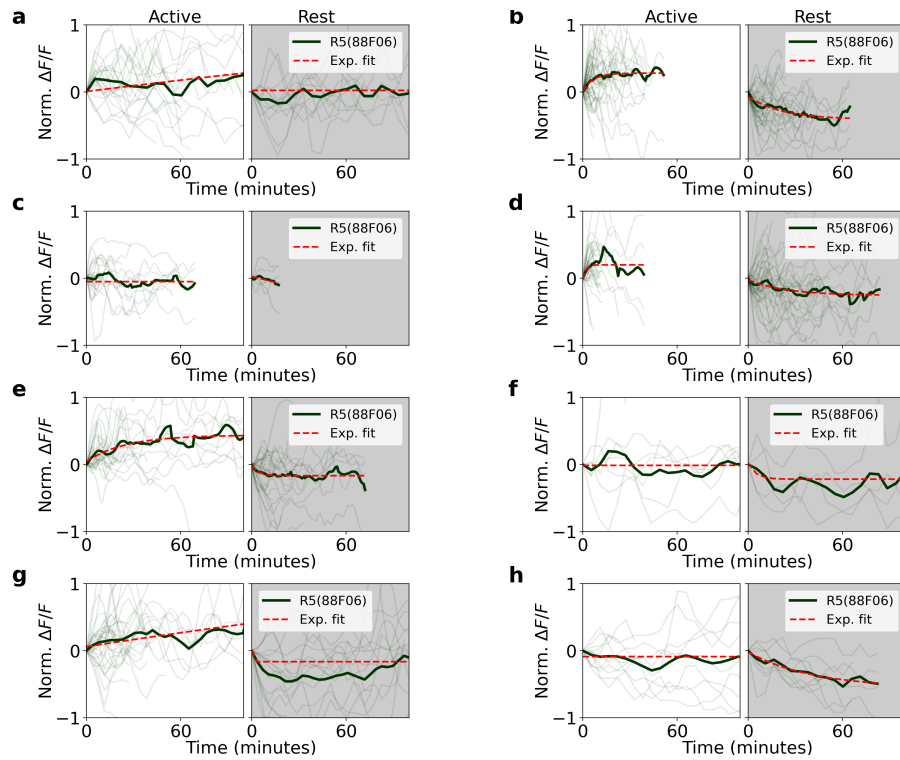 a
Active
Rest
Norm. ΔF/F
1
0
−1
R5(88F06)
Exp. fit
0
60
0
60
Time (minutes)
b
Active
Rest
Norm. ΔF/F
1
0
−1
R5(88F06)
Exp. fit
0
60
0
60
Time (minutes)
c
Norm. ΔF/F
1
0
−1
R5(88F06)
Exp. fit
0
60
0
60
Time (minutes)
d
Norm. ΔF/F
1
0
−1
R5(88F06)
Exp. fit
0
60
0
60
Time (minutes)
e
Norm. ΔF/F
1
0
−1
R5(88F06)
Exp. fit
0
60
0
60
Time (minutes)
f
Norm. ΔF/F
1
0
−1
R5(88F06)
Exp. fit
0
60
0
60
Time (minutes)
g
Norm. ΔF/F
1
0
−1
R5(88F06)
Exp. fit
0
60
0
60
Time (minutes)
h
Norm. ΔF/F
1
0
−1
R5(88F06)
Exp. fit
0
60
0
60
Time (minutes)